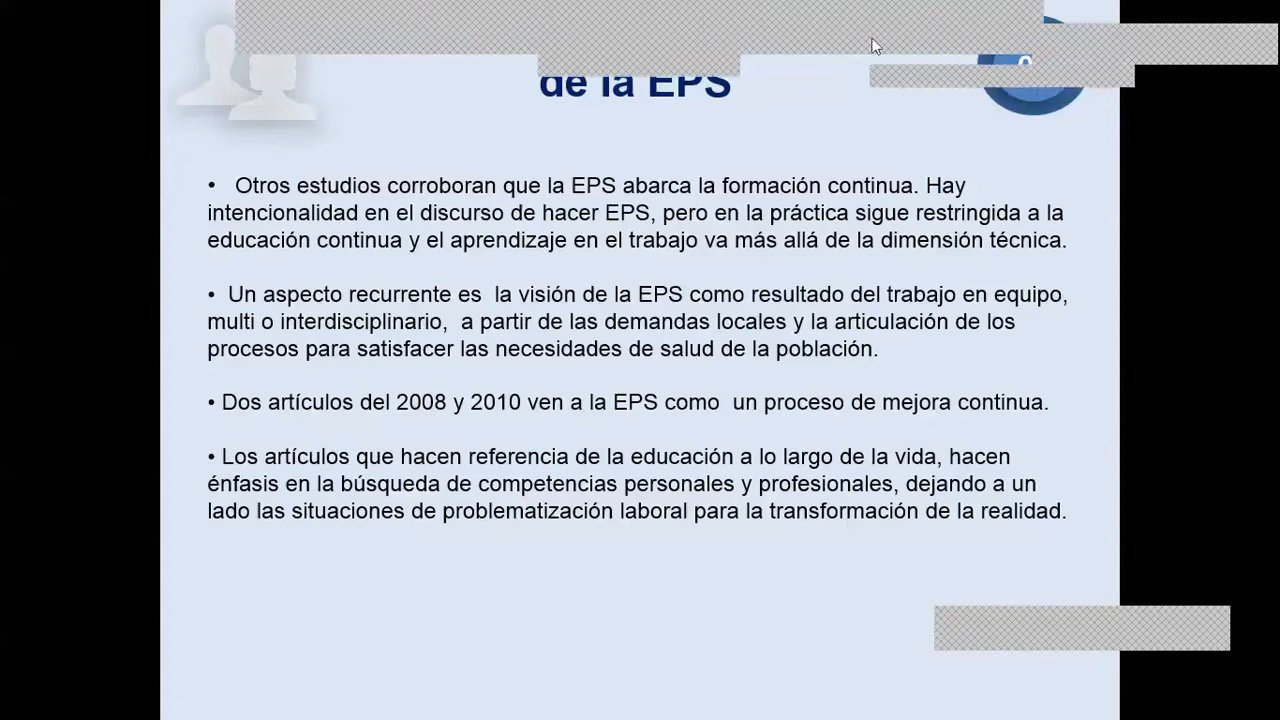 de la EPS
• Otros estudios corroboran que la EPS abarca la formación continua. Hay
intencionalidad en el discurso de hacer EPS, pero en la práctica sigue restringida a la
educación continua y el aprendizaje en el trabajo va más allá de la dimensión técnica.
• Un aspecto recurrente es la visión de la EPS como resultado del trabajo en equipo,
multi o interdisciplinario, a partir de las demandas locales y la articulación de los
procesos para satisfacer las necesidades de salud de la población.
• Dos artículos del 2008 y 2010 ven a la EPS como un proceso de mejora continua.
• Los artículos que hacen referencia de la educación a lo largo de la vida, hacen
énfasis en la búsqueda de competencias personales y profesionales, dejando a un
lado las situaciones de problematización laboral para la transformación de la realidad.